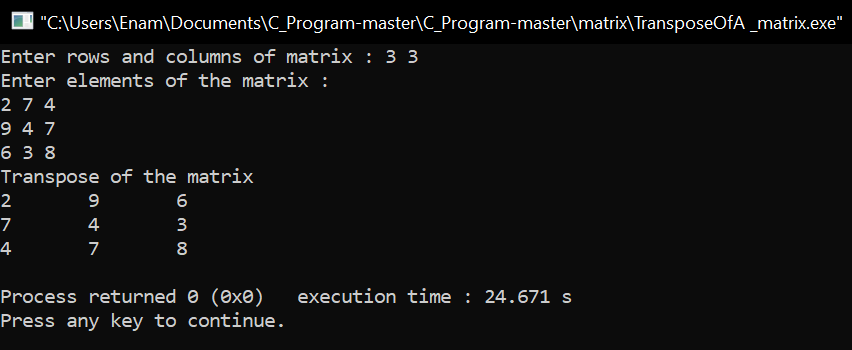 "C:\Users\Enam\Documents\C_Program-master\C_Program-master\matrix\TransposeOfA _matrix.exe"
Enter rows and columns of matrix : 3 3
Enter elements of the matrix :
2 7 4
9 4 7
6 3 8
Transpose of the matrix
2       9       6
7       4       3
4       7       8
Process returned 0 (0x0)   execution time : 24.671 s
Press any key to continue.